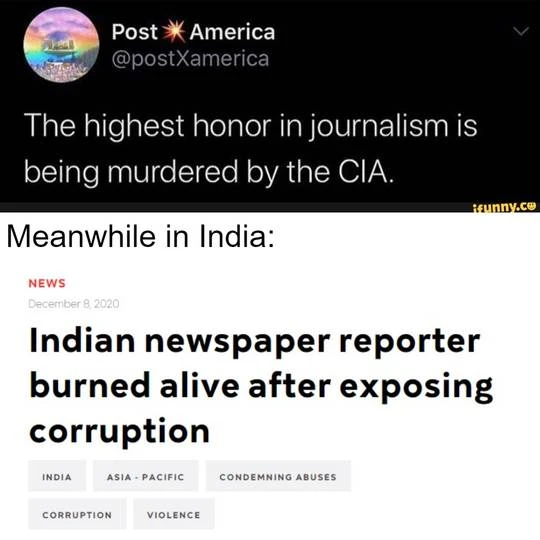 Post💥America
@postXamerica
The highest honor in journalism is
being murdered by the CIA.
ifunny.co
Meanwhile in India:
NEWS
December 8, 2020
Indian newspaper reporter
burned alive after exposing
corruption
INDIA ASIA - PACIFIC CONDEMNING ABUSES
CORRUPTION VIOLENCE